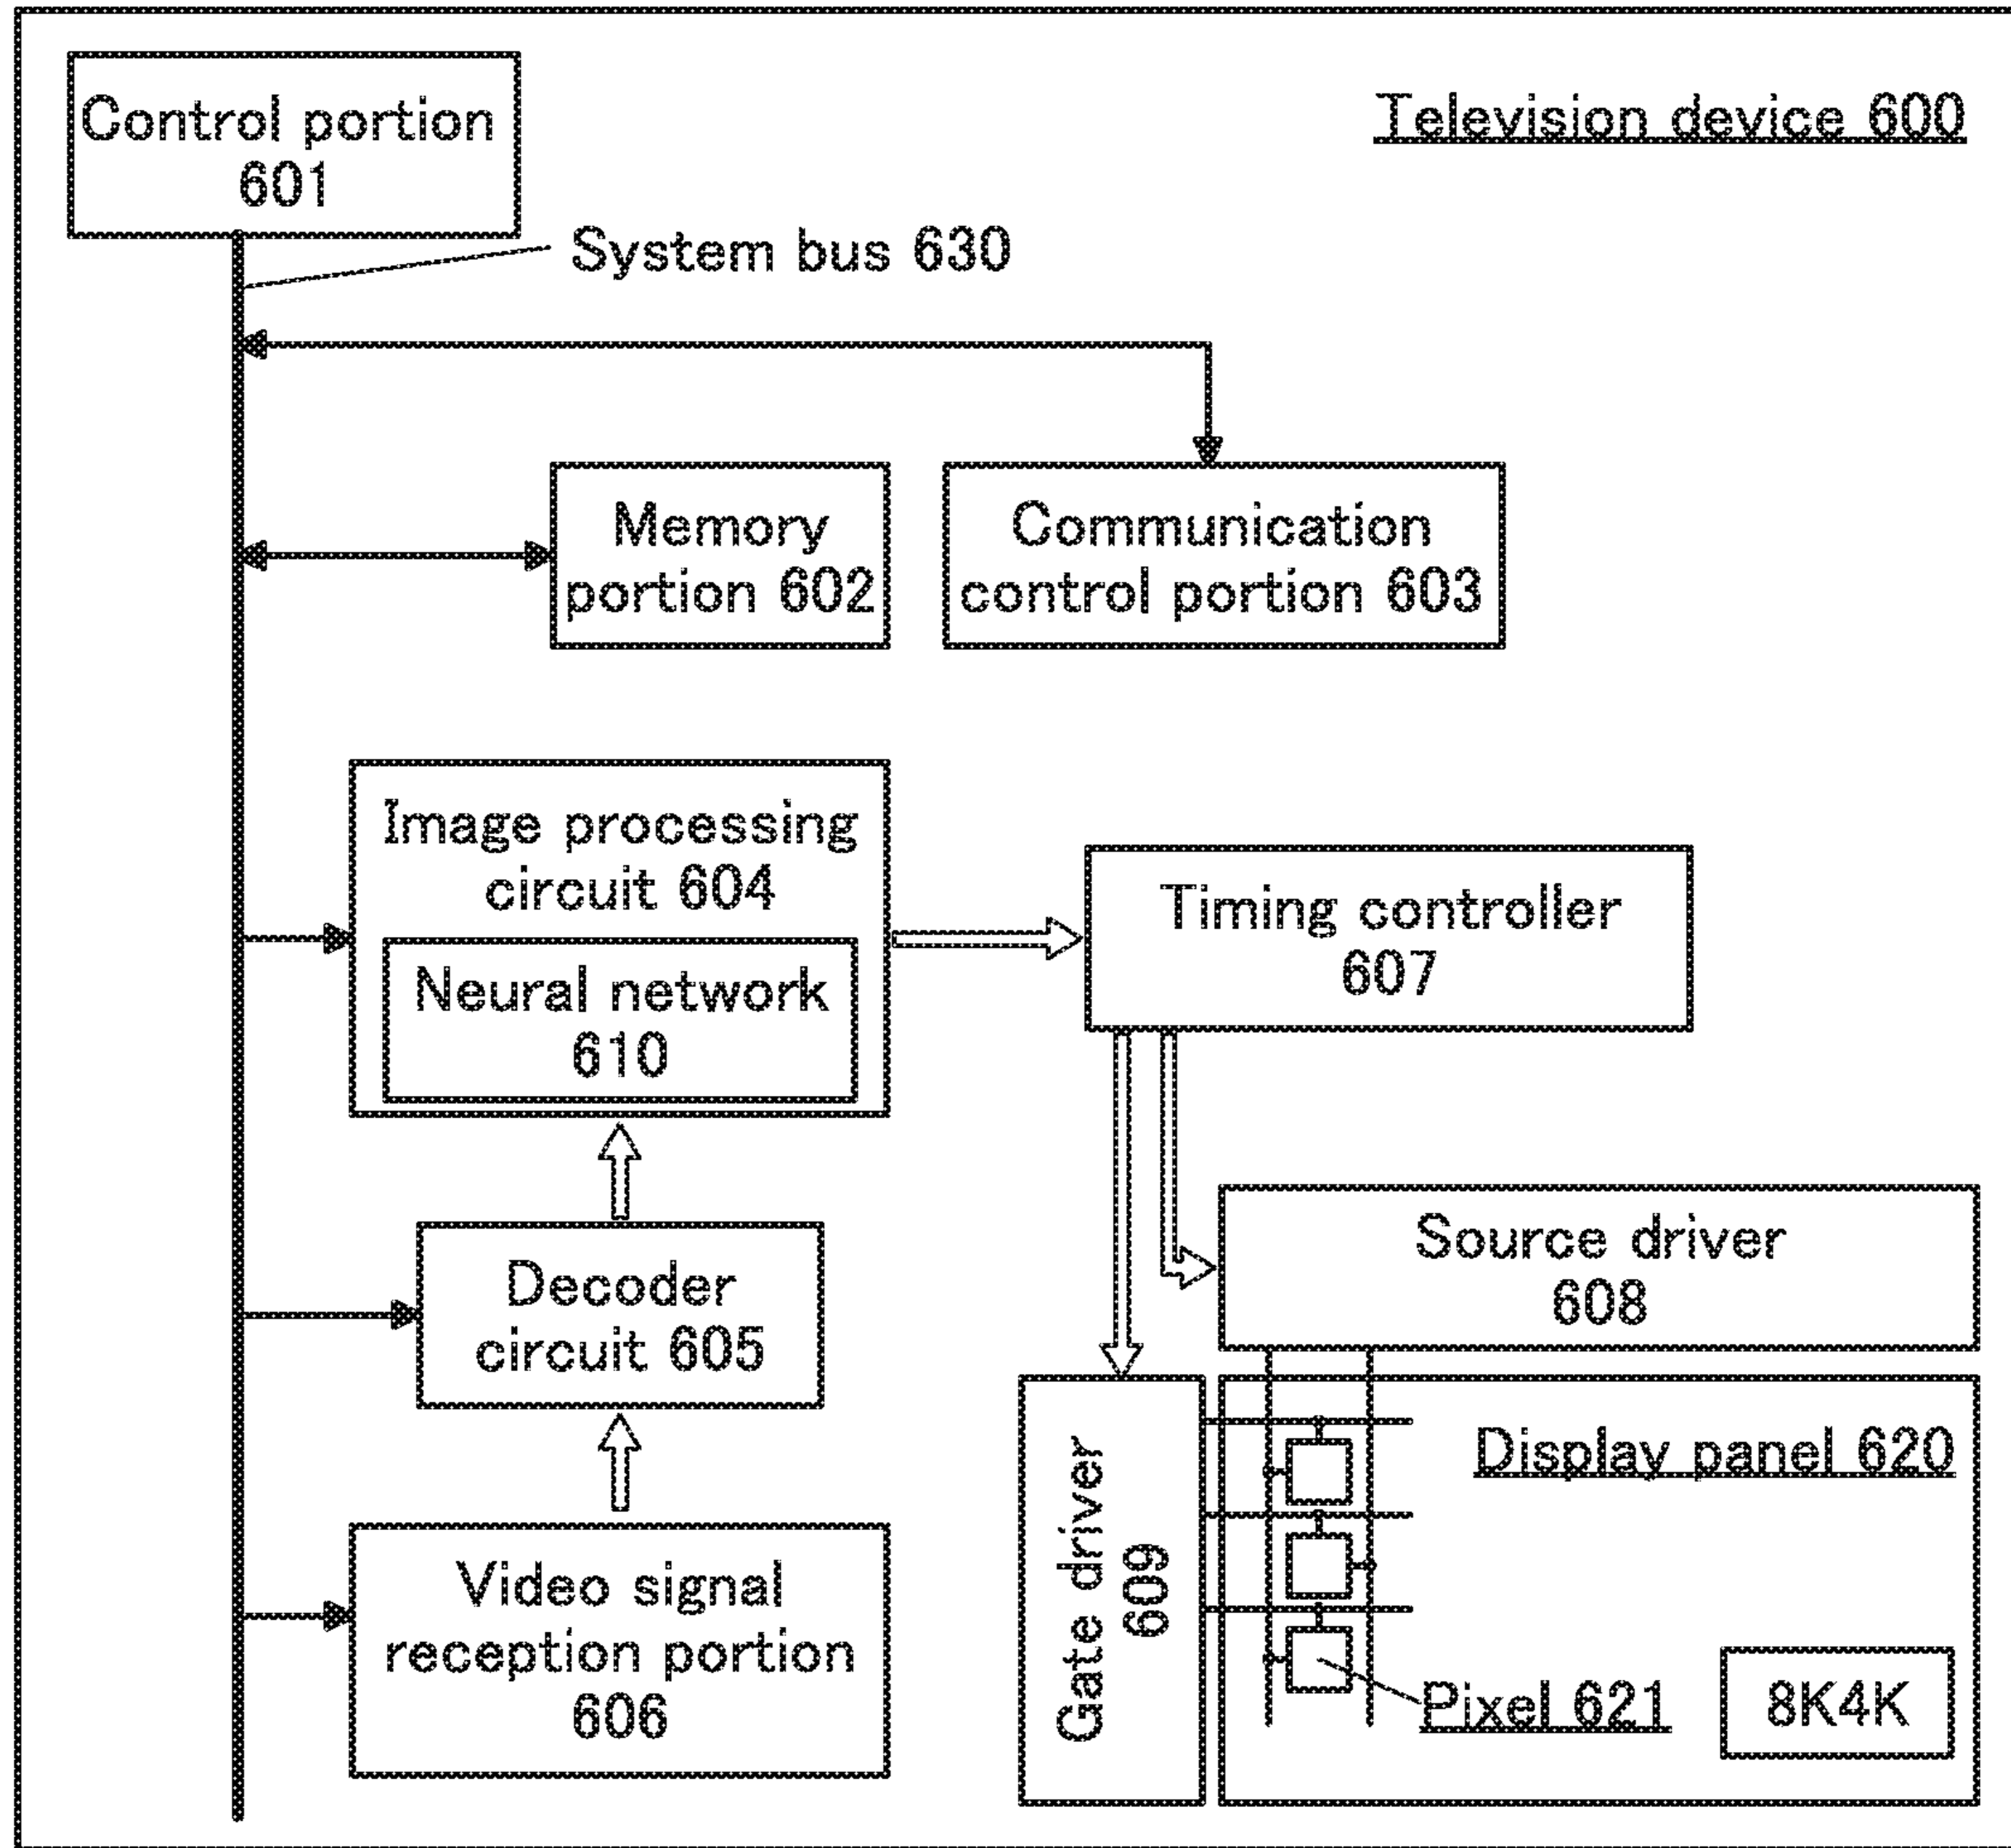 Control portion
601
Television device 600
System bus 630
Memory
portion 602
Communication
control portion 603
Image processing
circuit 604
Neural network
610
Timing controller
607
Decoder
circuit 605
Source driver
608
Video signal
reception portion
606
Gate driver
609
Display panel 620
Pixel 621
8K4K